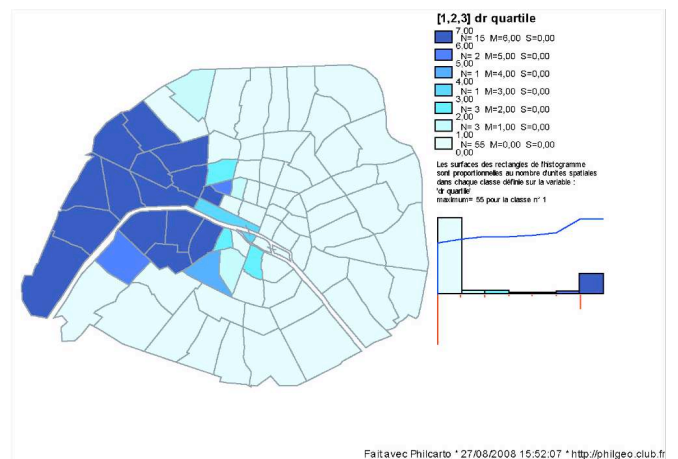 [1,2,3] dr quartile
7,00
N= 15 M=6,00 S=0,00
6,00
N= 2 M=5,00 S=0,00
5,00
N= 1 M=4,00 S=0,00
4,00
N= 1 M=3,00 S=0,00
3,00
N= 3 M=2,00 S=0,00
2,00
N= 3 M=1,00 S=0,00
1,00
N= 55 M=0,00 S=0,00
0,00
Les surfaces des rectangles de l'histogramme
sont proportionnelles au nombre d'unites spatiales
dans chaque classe définie sur la variable :
'dr quartile'
maximum= 55 pour la classe n° 1
Fait avec Philcarto * 27/08/2008 15:52:07 * http://philgeo.club.fr